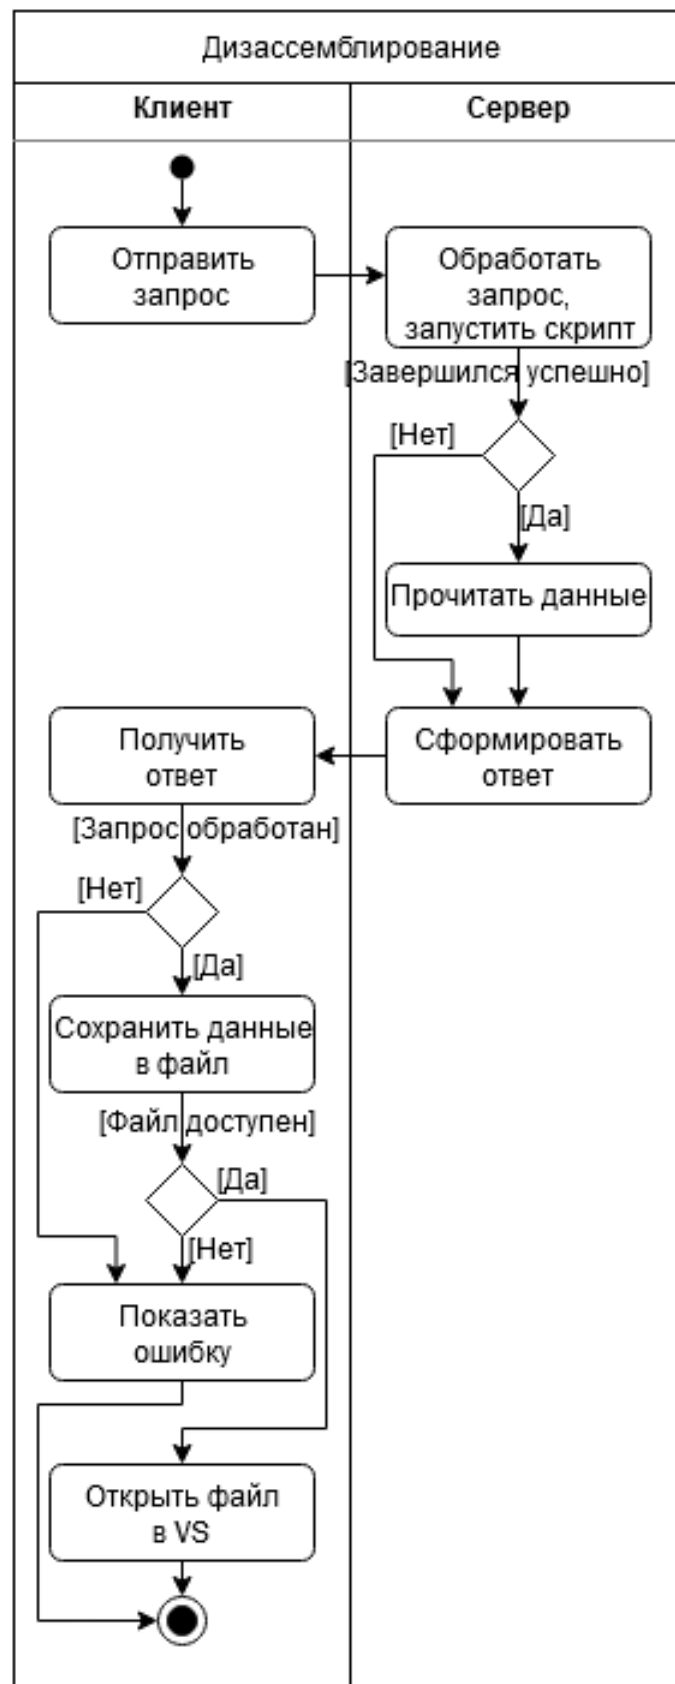 Дизассемблирование
Клиент
Сервер
Отправить
запрос
Обработать
запрос,
запустить скрипт
[Завершился успешно]
[Нет]
[Да]
Прочитать данные
Сформировать
ответ
Получить
ответ
[Запрос обработан]
[Нет]
[Да]
Сохранить данные
в файл
[Файл доступен]
[Да]
[Нет]
Показать
ошибку
Открыть файл
в VS